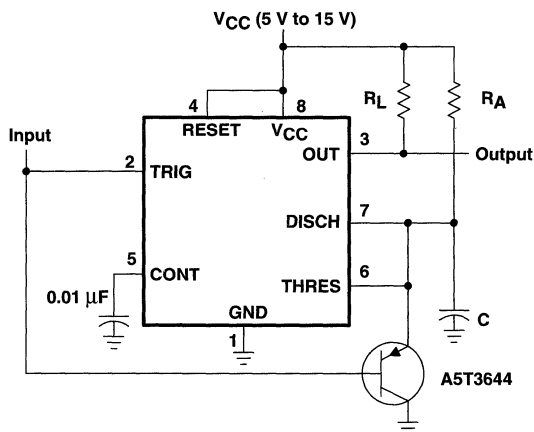 VCC (5 V to 15 V)
4
8
RL
RA
RESET
VCC
Input
3
OUT
Output
2
TRIG
7
DISCH
5
CONT
6
THRES
0.01 µF
GND
C
1
A5T3644